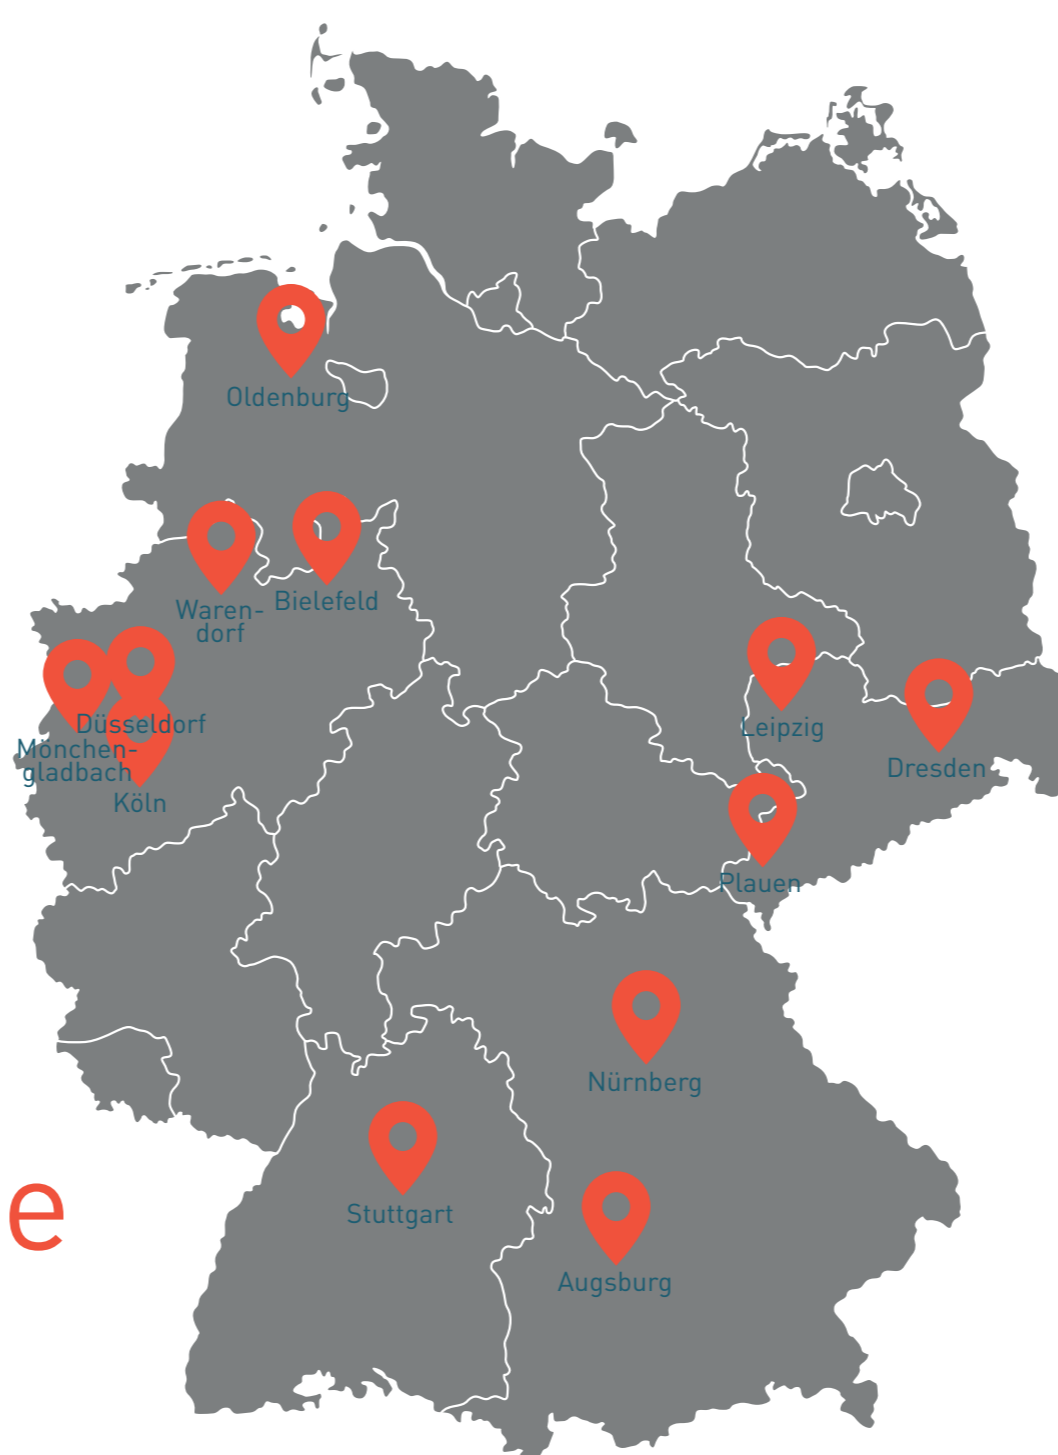 Oldenburg
Bielefeld
Waren-
dorf
Düsseldorf
Mönchen-
gladbach
Köln
Leipzig
Dresden
Plauen
Nürnberg
Stuttgart
Augsburg
e